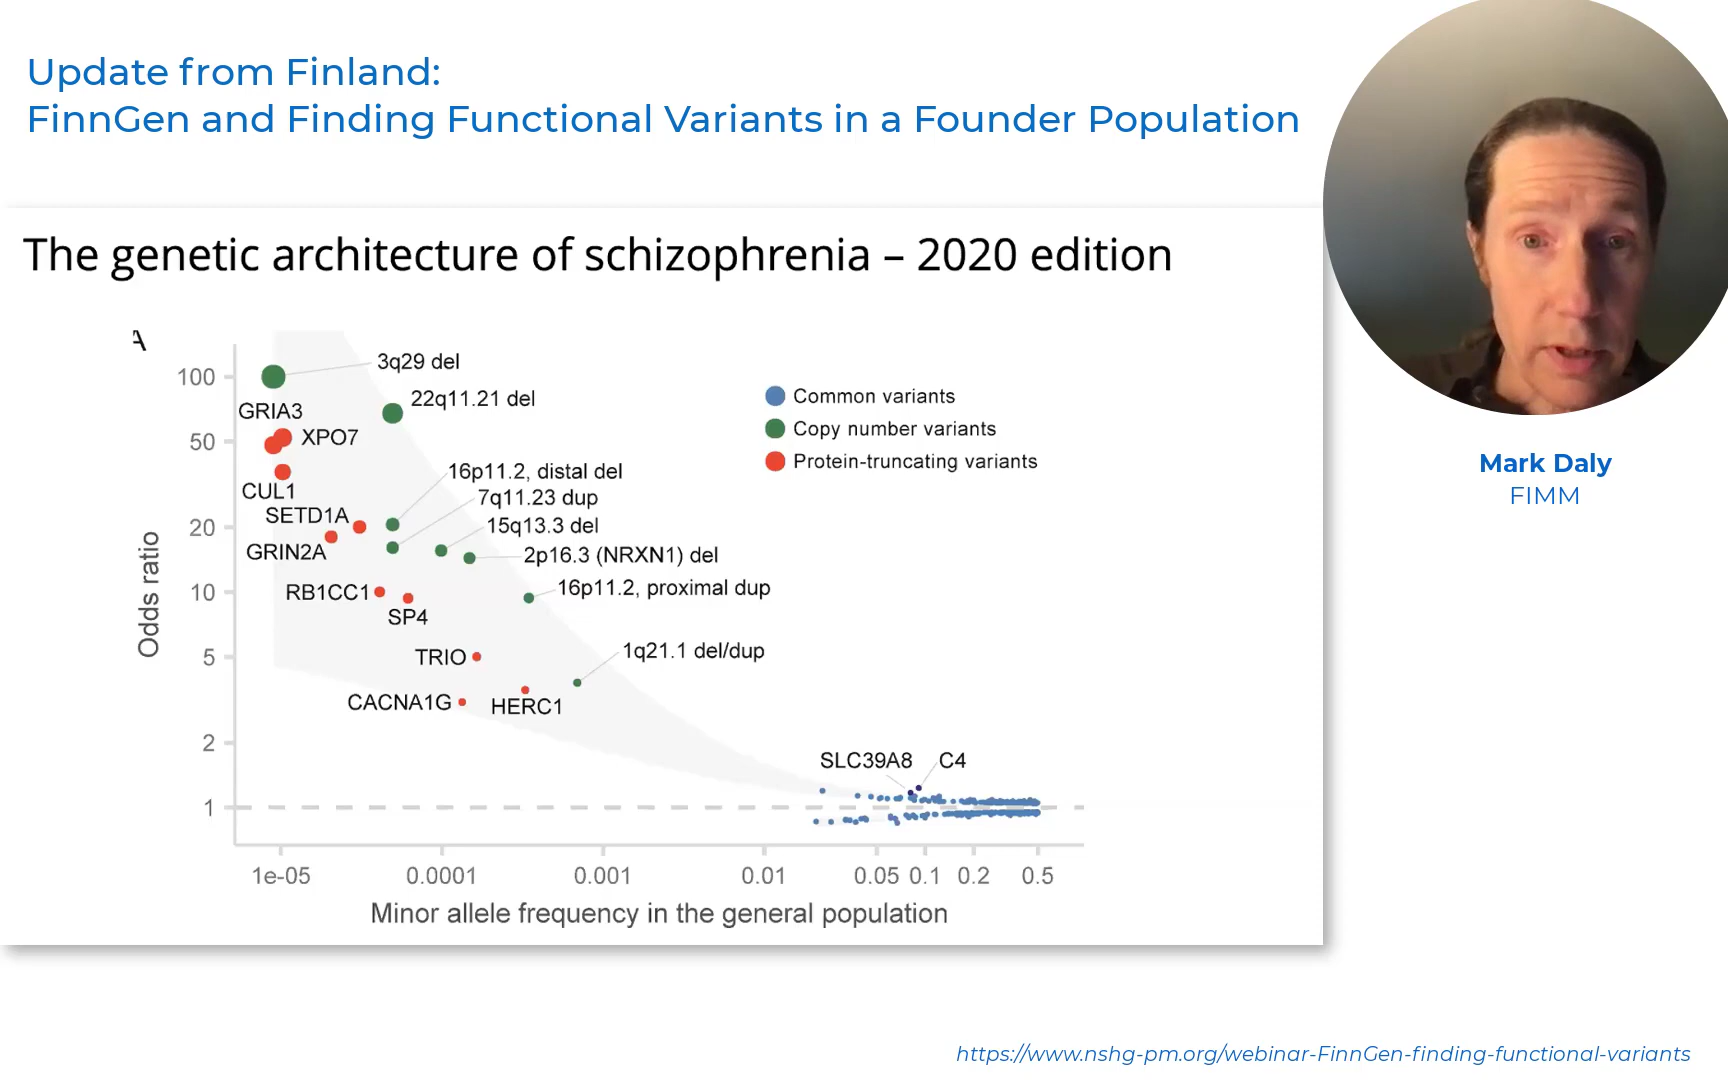 Update from Finland:
FinnGen and Finding Functional Variants in a Founder Population
The genetic architecture of schizophrenia – 2020 edition
A
100
50
20
10
5
2
1
Odds ratio
3q29 del
22q11.21 del
GRIA3
XPO7
CUL1
SETD1A
GRIN2A
16p11.2, distal del
7q11.23 dup
15q13.3 del
2p16.3 (NRXN1) del
16p11.2, proximal dup
RB1CC1
SP4
TRIO
1q21.1 del/dup
CACNA1G
HERC1
SLC39A8
C4
Common variants
Copy number variants
Protein-truncating variants
1e-05
0.0001
0.001
0.01
0.05
0.1
0.2
0.5
Minor allele frequency in the general population
Mark Daly
FIMM
https://www.nshg-pm.org/webinar-FinnGen-finding-functional-variants